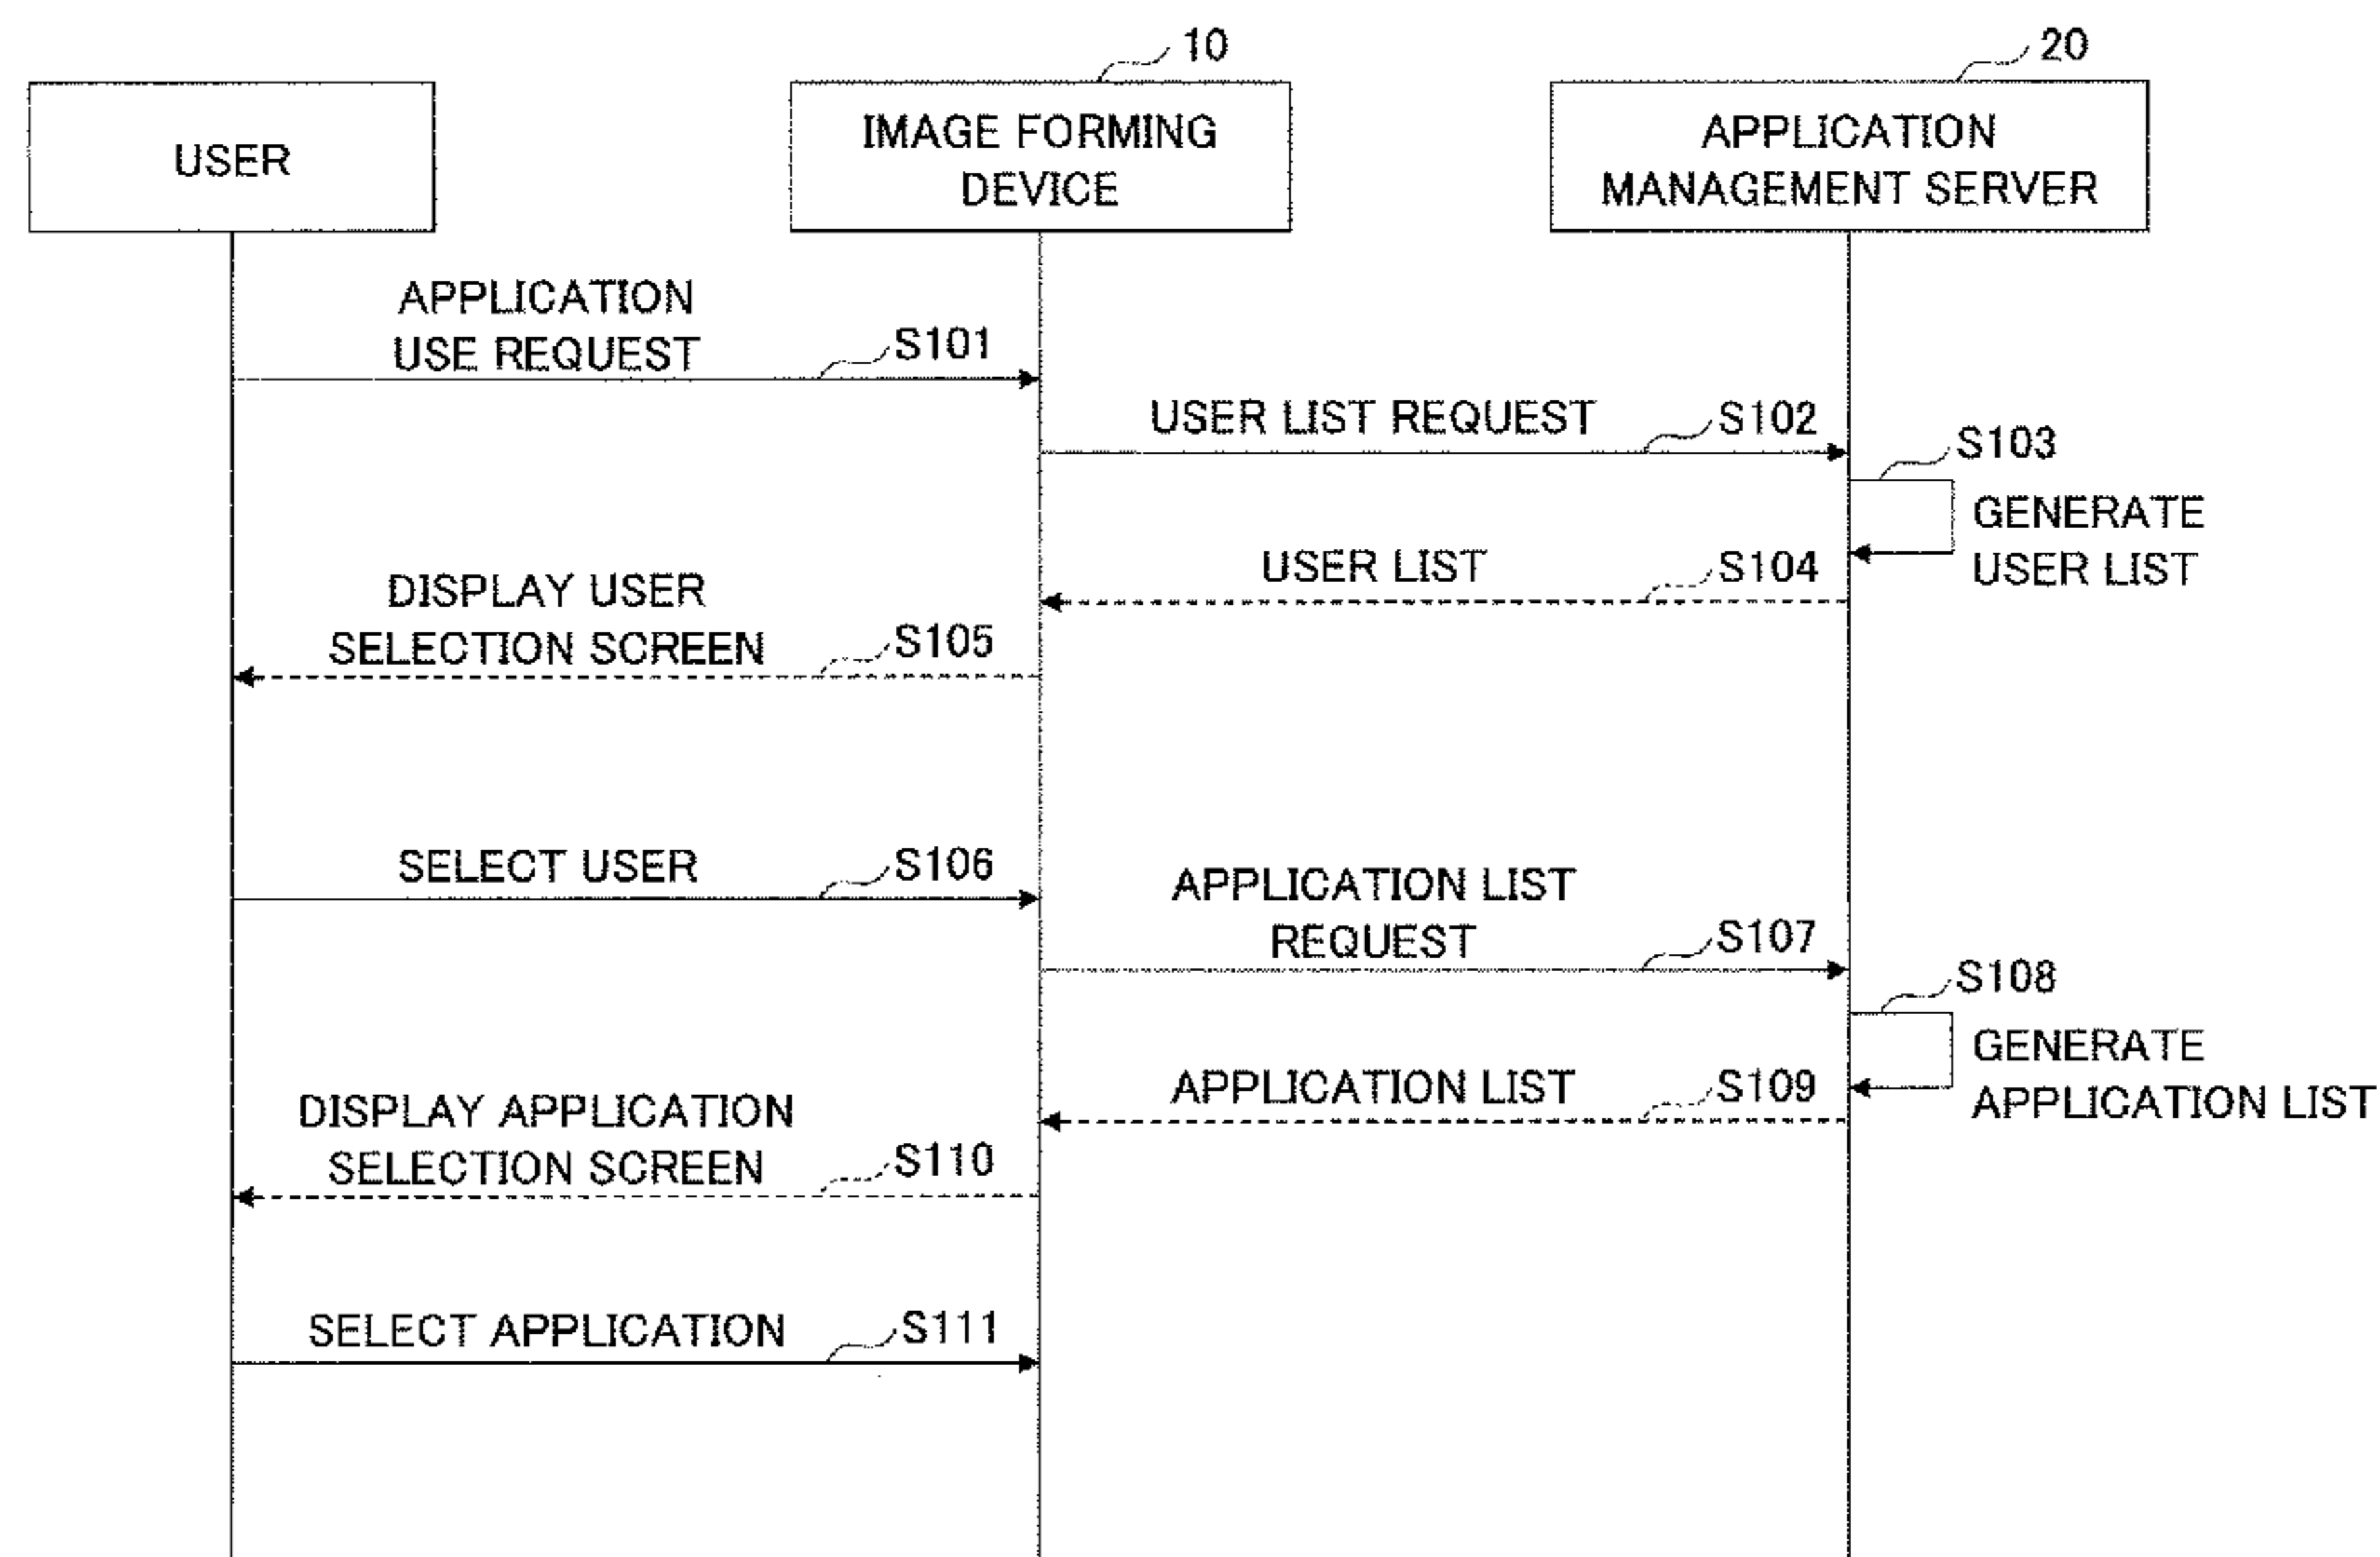 10
20
USER
IMAGE FORMING
DEVICE
APPLICATION
MANAGEMENT SERVER
APPLICATION
USE REQUEST
S101
USER LIST REQUEST
S102
S103
GENERATE
USER LIST
USER LIST
S104
DISPLAY USER
SELECTION SCREEN
S105
SELECT USER
S106
APPLICATION LIST
REQUEST
S107
S108
GENERATE
APPLICATION LIST
APPLICATION LIST
S109
DISPLAY APPLICATION
SELECTION SCREEN
S110
SELECT APPLICATION
S111